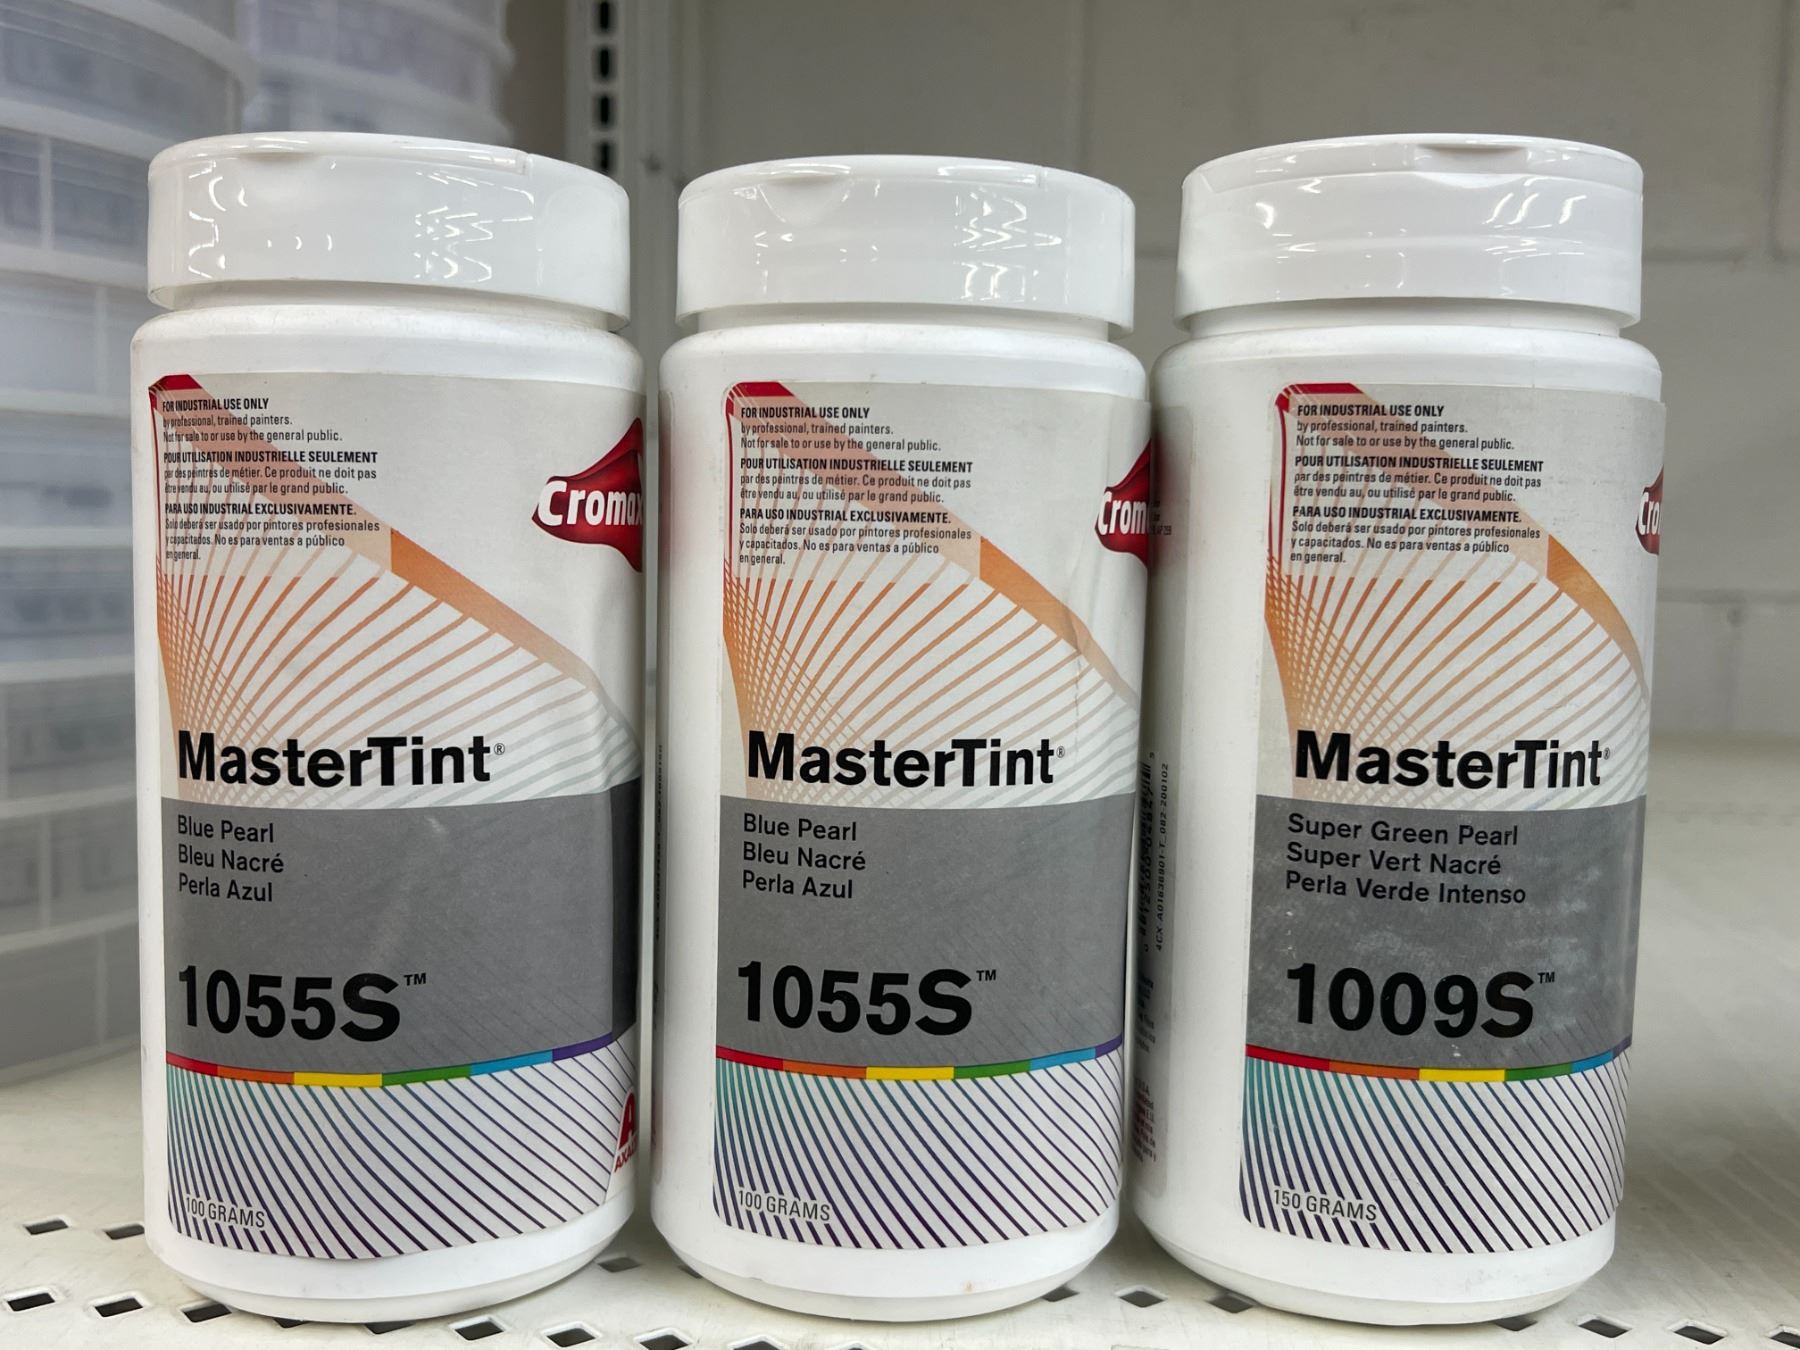 FOR INDUSTRIAL USE ONLY
by professional, trained painters.
Not for sale to or use by the general public.
POUR UTILISATION INDUSTRIELLE SEULEMENT
par des peintres de métier. Ce produit ne doit pas
être vendu au, ou utilisé par le grand public.
PARA USO INDUSTRIAL EXCLUSIVAMENTE.
Solo deberá ser usado por pintores profesionales
y capacitados. No es para ventas a público
en general.
Cromax
MasterTint®
Blue Pearl
Bleu Nacré
Perla Azul
1055S™
100 GRAMS
FOR INDUSTRIAL USE ONLY
by professional, trained painters.
Not for sale to or use by the general public.
POUR UTILISATION INDUSTRIELLE SEULEMENT
par des peintres de métier. Ce produit ne doit pas
être vendu au, ou utilisé par le grand public.
PARA USO INDUSTRIAL EXCLUSIVAMENTE.
Solo deberá ser usado por pintores profesionales
y capacitados. No es para ventas a público
en general.
Crom
MasterTint®
Blue Pearl
Bleu Nacré
Perla Azul
1055S™
100 GRAMS
FOR INDUSTRIAL USE ONLY
by professional, trained painters.
Not for sale to or use by the general public.
POUR UTILISATION INDUSTRIELLE SEULEMENT
par des peintres de métier. Ce produit ne doit pas
être vendu au, ou utilisé par le grand public.
PARA USO INDUSTRIAL EXCLUSIVAMENTE.
Solo deberá ser usado por pintores profesionales
y capacitados. No es para ventas a público
en general.
Cro
MasterTint®
Super Green Pearl
Super Vert Nacré
Perla Verde Intenso
1009S™
150 GRAMS